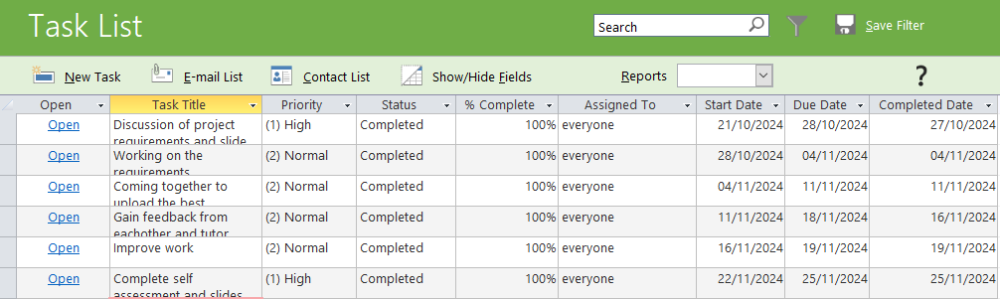 Task List
Search
Save Filter
New Task E-mail List Contact List Show/Hide Fields Reports ?
Open Task Title Priority Status % Complete Assigned To Start Date Due Date Completed Date
Open Discussion of project (1) High Completed 100% everyone 21/10/2024 28/10/2024 27/10/2024
requirements and slide
Open Working on the (2) Normal Completed 100% everyone 28/10/2024 04/11/2024 04/11/2024
requirements
Open Coming together to (2) Normal Completed 100% everyone 04/11/2024 11/11/2024 11/11/2024
upload the best
Open Gain feedback from (2) Normal Completed 100% everyone 11/11/2024 18/11/2024 16/11/2024
eachother and tutor
Open Improve work (2) Normal Completed 100% everyone 16/11/2024 19/11/2024 19/11/2024
Open Complete self (1) High Completed 100% everyone 22/11/2024 25/11/2024 25/11/2024
assessment and slides